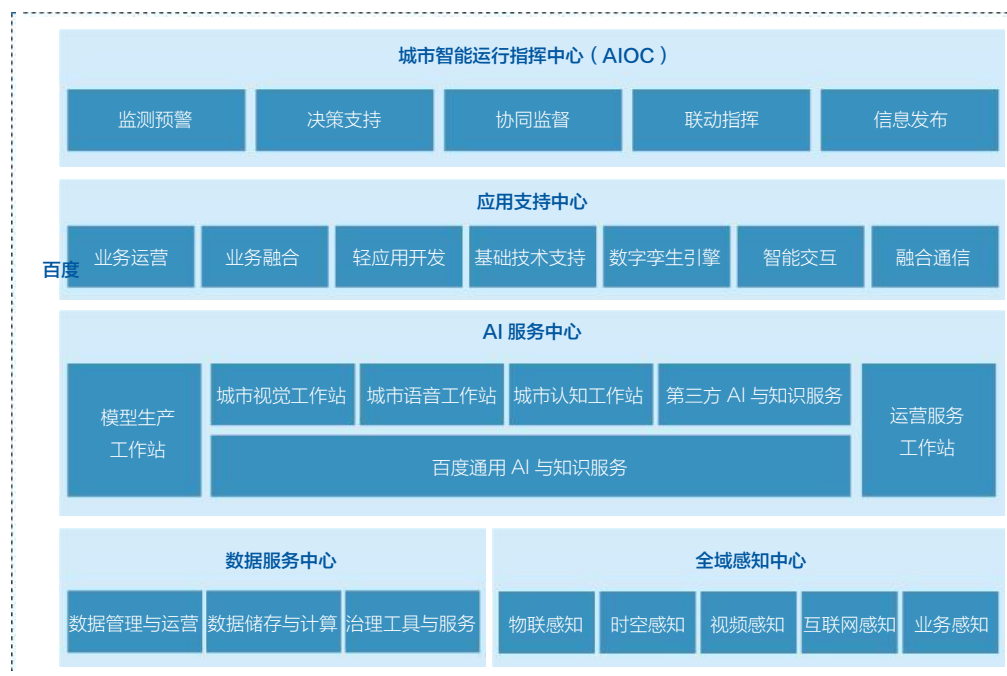 城市智能运行指挥中心（AIOC）
监测预警
决策支持
协同监督
联动指挥
信息发布
应用支持中心
百度
业务运营
业务融合
轻应用开发
基础技术支持
数字孪生引擎
智能交互
融合通信
AI 服务中心
模型生产
工作站
城市视觉工作站
城市语音工作站
城市认知工作站
第三方 AI 与知识服务
百度通用 AI 与知识服务
运营服务
工作站
数据服务中心
数据管理与运营
数据储存与计算
治理工具与服务
全域感知中心
物联感知
时空感知
视频感知
互联网感知
业务感知